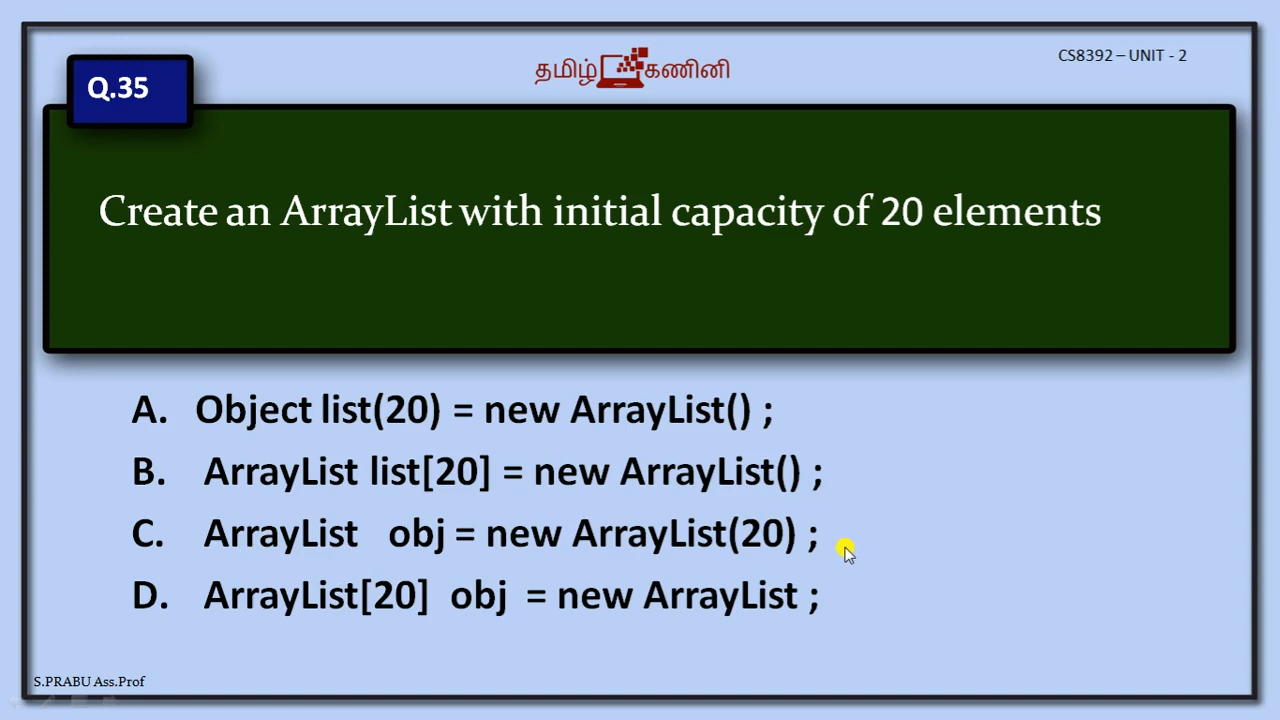 Q.35
தமிழ் கணினி
CS8392 – UNIT - 2
Create an ArrayList with initial capacity of 20 elements
A. Object list(20) = new ArrayList() ;
B. ArrayList list[20] = new ArrayList() ;
C. ArrayList obj = new ArrayList(20) ;
D. ArrayList[20] obj = new ArrayList ;
S.PRABU Ass.Prof